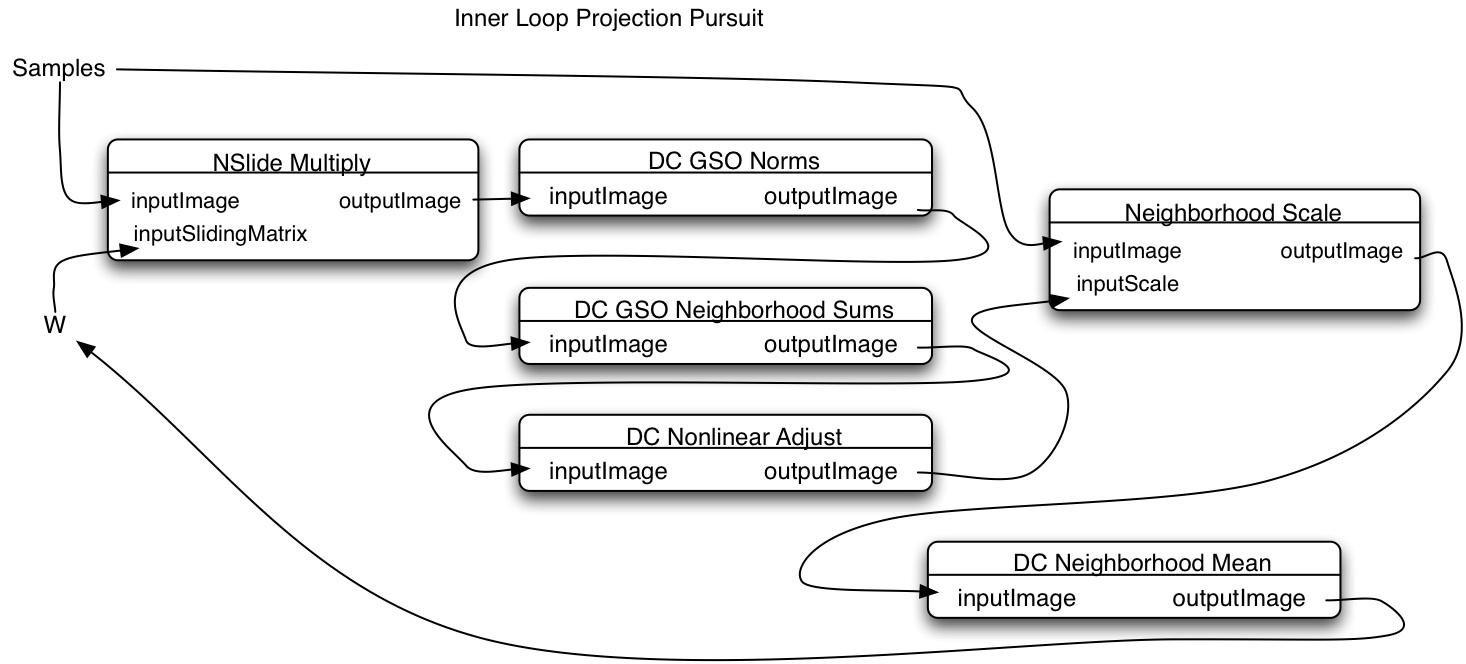 Inner Loop Projection Pursuit
Samples
NSlide Multiply
inputImage outputImage
inputSlidingMatrix
DC GSO Norms
inputImage outputImage
Neighborhood Scale
inputImage outputImage
inputScale
W
DC GSO Neighborhood Sums
inputImage outputImage
DC Nonlinear Adjust
inputImage outputImage
DC Neighborhood Mean
inputImage outputImage